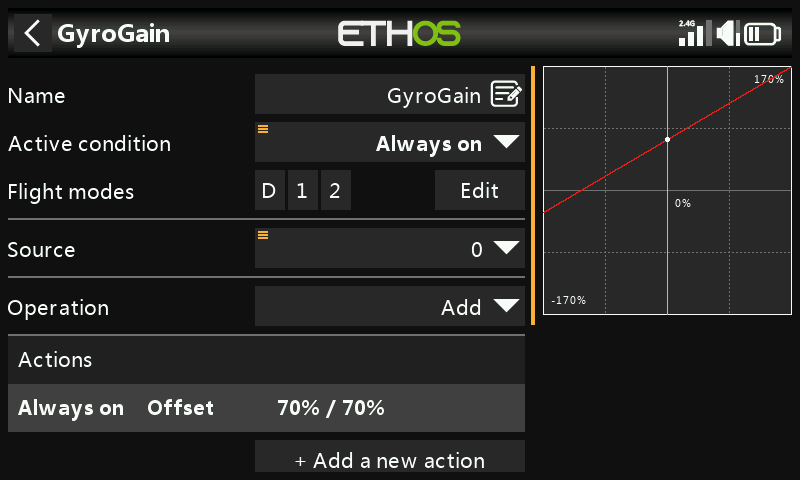 GyroGain ETHOS 2.4G
Name GyroGain
Active condition Always on
Flight modes D 1 2 Edit
Source 0
Operation Add
Actions
Always on Offset 70% / 70%
+ Add a new action
170%
0%
-170%